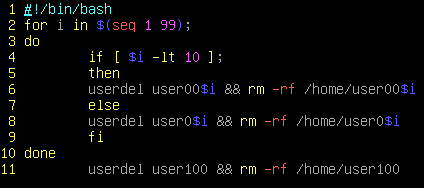 1 #!/bin/bash
2 for i in $(seq 1 99);
3 do
4 if [ $i -lt 10 ];
5 then
6 userdel user00$i && rm -rf /home/user00$i
7 else
8 userdel user0$i && rm -rf /home/user0$i
9 fi
10 done
11 userdel user100 && rm -rf /home/user100